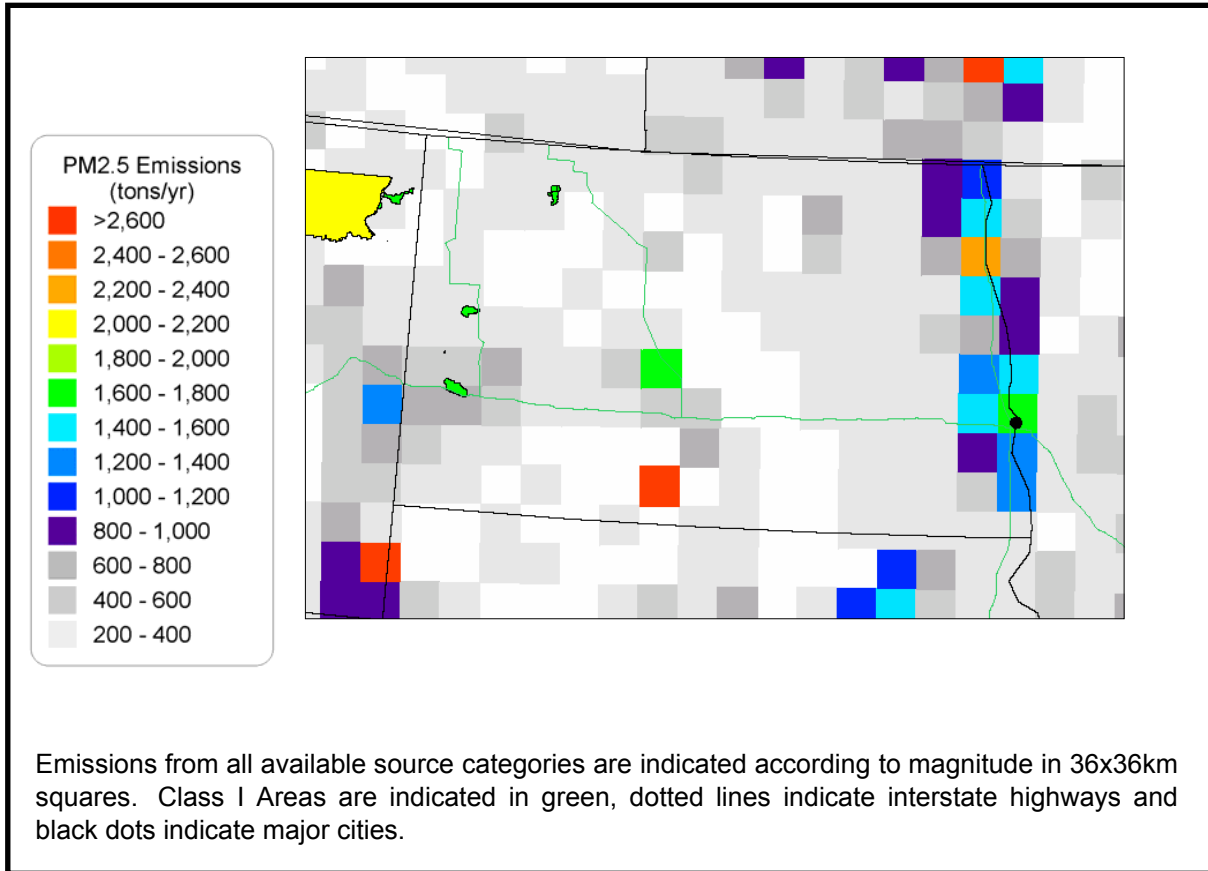 PM2.5 Emissions
(tons/yr)
>2,600
2,400 - 2,600
2,200 - 2,400
2,000 - 2,200
1,800 - 2,000
1,600 - 1,800
1,400 - 1,600
1,200 - 1,400
1,000 - 1,200
800 - 1,000
600 - 800
400 - 600
200 - 400
Emissions from all available source categories are indicated according to magnitude in 36x36km
squares. Class I Areas are indicated in green, dotted lines indicate interstate highways and
black dots indicate major cities.